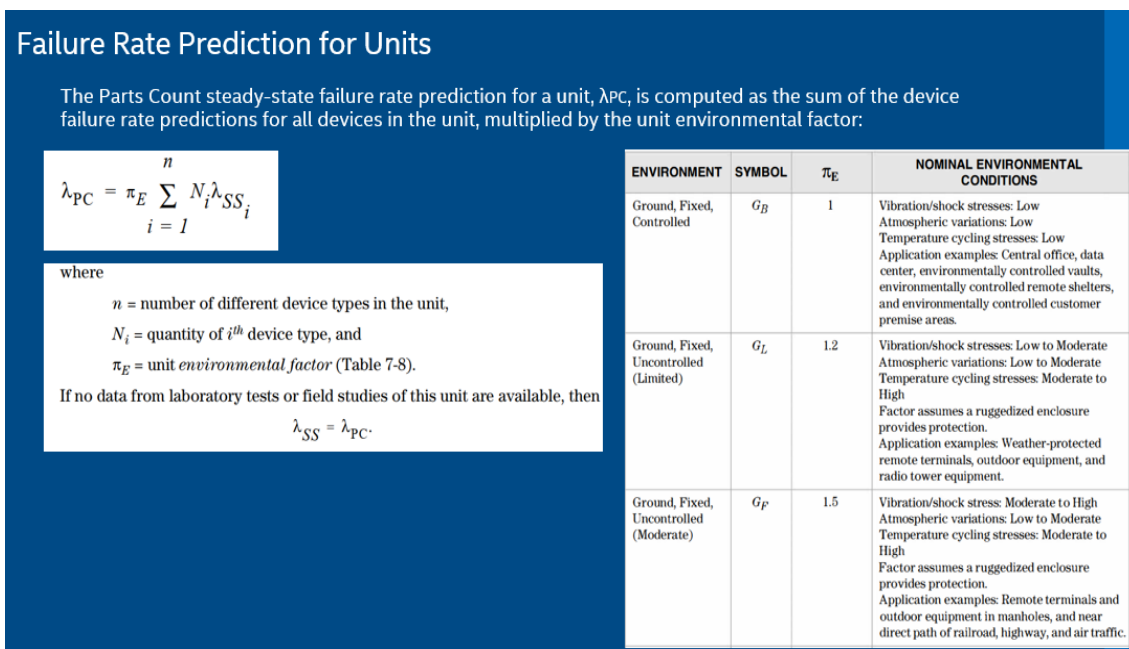 Failure Rate Prediction for Units
The Parts Count steady-state failure rate prediction for a unit, λPC, is computed as the sum of the device
failure rate predictions for all devices in the unit, multiplied by the unit environmental factor:
n
λPC = πE ∑ NiλSSi
i = 1
where
n = number of different device types in the unit,
Ni = quantity of ith device type, and
πE = unit environmental factor (Table 7-8).
If no data from laboratory tests or field studies of this unit are available, then
λSS = λPC.
ENVIRONMENT SYMBOL πE NOMINAL ENVIRONMENTAL
CONDITIONS
Ground, Fixed,
Controlled
GB
1
Vibration/shock stresses: Low
Atmospheric variations: Low
Temperature cycling stresses: Low
Application examples: Central office, data
center, environmentally controlled vaults,
environmentally controlled remote shelters,
and environmentally controlled customer
premise areas.
Ground, Fixed,
Uncontrolled
(Limited)
GL
1.2
Vibration/shock stresses: Low to Moderate
Atmospheric variations: Low to Moderate
Temperature cycling stresses: Moderate to
High
Factor assumes a ruggedized enclosure
provides protection.
Application examples: Weather-protected
remote terminals, outdoor equipment, and
radio tower equipment.
Ground, Fixed,
Uncontrolled
(Moderate)
GF
1.5
Vibration/shock stress: Moderate to High
Atmospheric variations: Low to Moderate
Temperature cycling stresses: Moderate to
High
Factor assumes a ruggedized enclosure
provides protection.
Application examples: Remote terminals and
outdoor equipment in manholes, and near
direct path of railroad, highway, and air traffic.